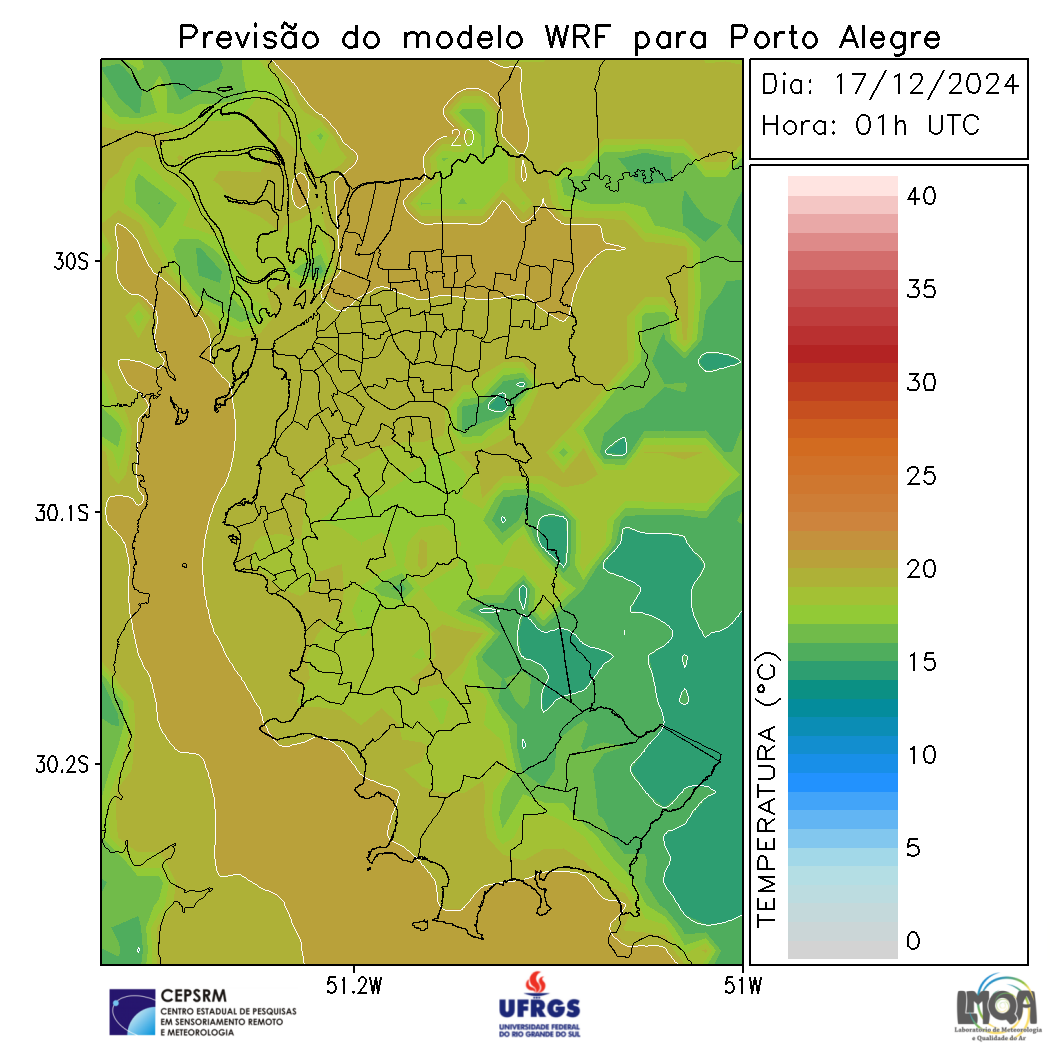 Previsão do modelo WRF para Porto Alegre
Dia: 17/12/2024
Hora: 01h UTC
20
30S
30.1S
30.2S
51.2W
51W
TEMPERATURA (°C)
40
35
30
25
20
15
10
5
0
CEPSRM
CENTRO ESTADUAL DE PESQUISAS
EM SENSORIAMENTO REMOTO
E METEOROLOGIA
UFRGS
UNIVERSIDADE FEDERAL
DO RIO GRANDE DO SUL
LMQA
Laboratório de Meteorologia
e Qualidade do Ar